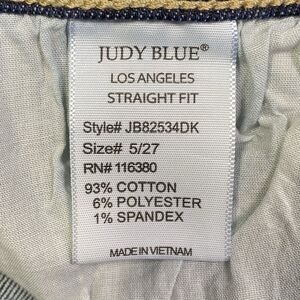 JUDY BLUE®
LOS ANGELES
STRAIGHT FIT
Style# JB82534DK
Size# 5/27
RN# 116380
93% COTTON
6% POLYESTER
1% SPANDEX
MADE IN VIETNAM